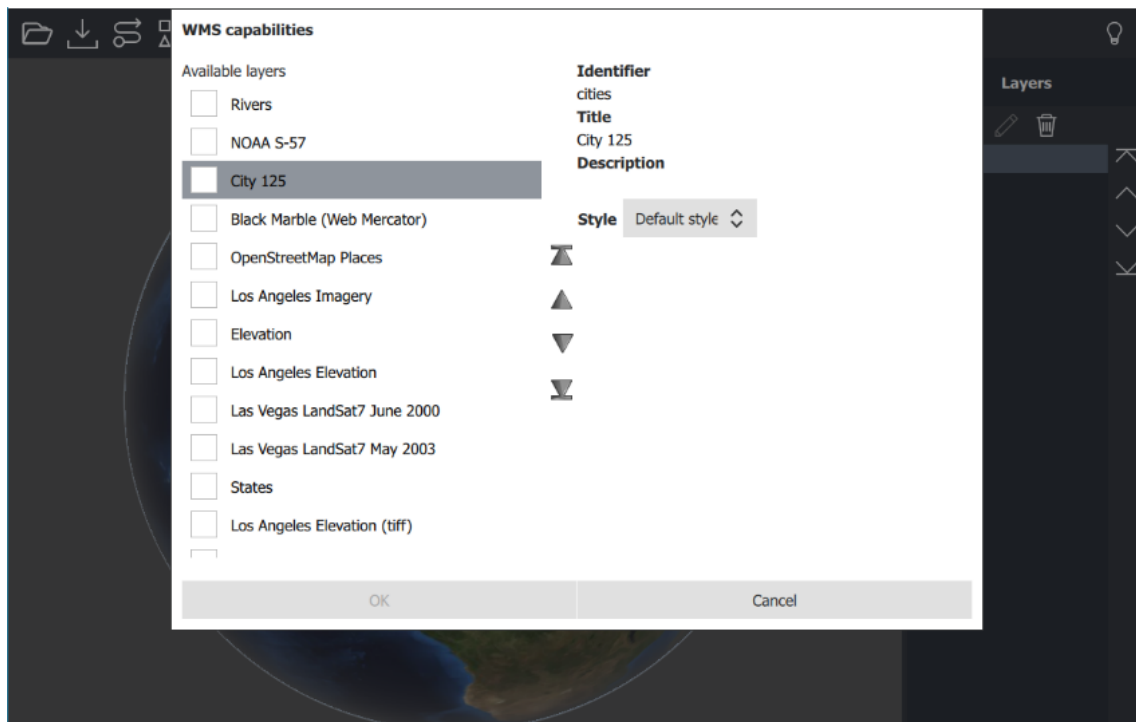 WMS capabilities
Available layers
Rivers
NOAA S-57
City 125
Black Marble (Web Mercator)
OpenStreetMap Places
Los Angeles Imagery
Elevation
Los Angeles Elevation
Las Vegas LandSat7 June 2000
Las Vegas LandSat7 May 2003
States
Los Angeles Elevation (tiff)
Identifier
cities
Title
City 125
Description
Style Default style
OK
Cancel
Layers